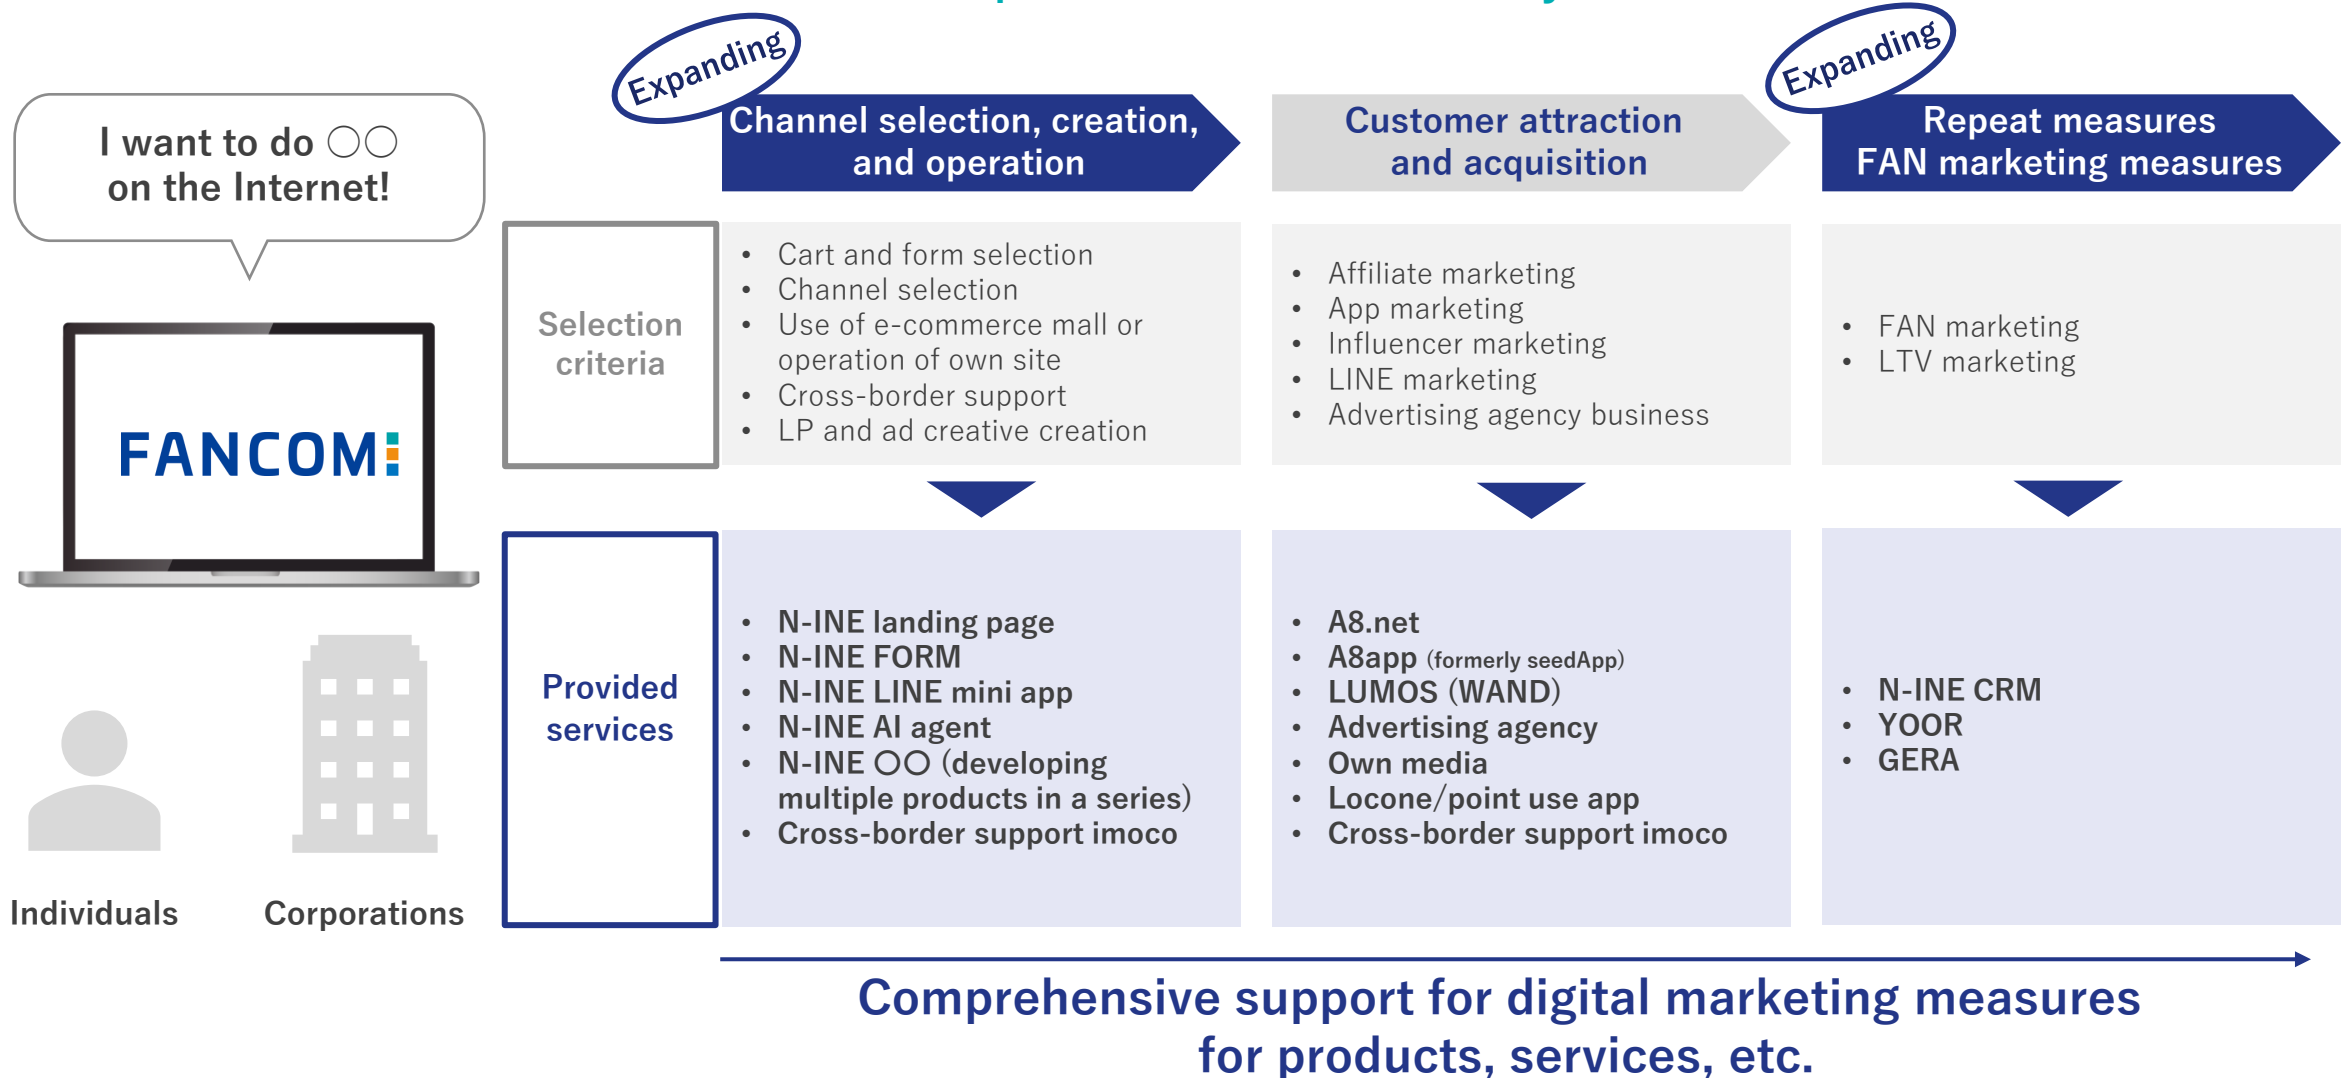 Expanding
Expanding
I want to do ○○
on the Internet!
Channel selection, creation,
and operation
Customer attraction
and acquisition
Repeat measures
FAN marketing measures
Selection
criteria
• Cart and form selection
• Channel selection
• Use of e-commerce mall or
operation of own site
• Cross-border support
• LP and ad creative creation
• Affiliate marketing
• App marketing
• Influencer marketing
• LINE marketing
• Advertising agency business
• FAN marketing
• LTV marketing
FANCOMI
Provided
services
• N-INE landing page
• N-INE FORM
• N-INE LINE mini app
• N-INE AI agent
• N-INE ○○ (developing
multiple products in a series)
• Cross-border support imoco
• A8.net
• A8app (formerly seedApp)
• LUMOS (WAND)
• Advertising agency
• Own media
• Locone/point use app
• Cross-border support imoco
• N-INE CRM
• YOOR
• GERA
Individuals
Corporations
Comprehensive support for digital marketing measures
for products, services, etc.